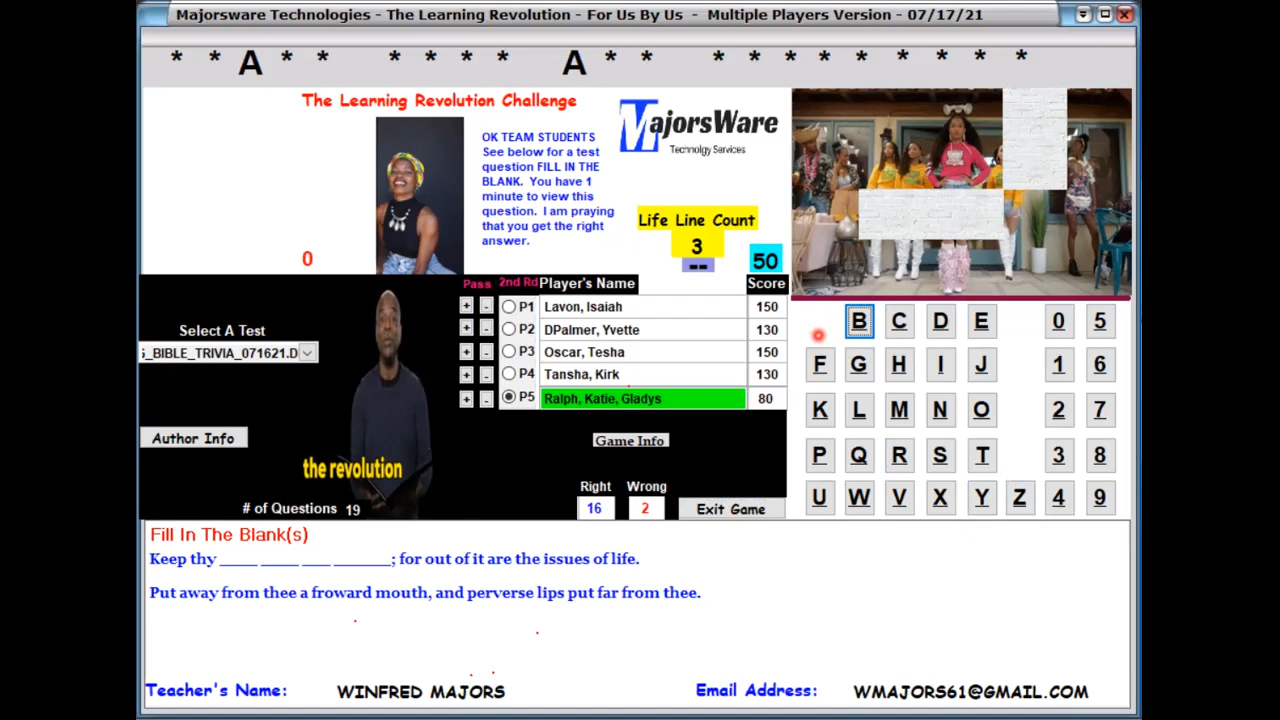 Majorsware Technologies - The Learning Revolution - For Us By Us - Multiple Players Version - 07/17/21
* * A * * * * * * A * * * * * * * * * * *
The Learning Revolution Challenge
MajorsWare
Technolgy Services
OK TEAM STUDENTS
See below for a test
question FILL IN THE
BLANK. You have 1
minute to view this
question. I am praying
that you get the right
answer.
Life Line Count
3
--
50
0
Pass 2nd Rd Player's Name Score
+ - P1 Lavon, Isaiah 150
+ - P2 DPalmer, Yvette 130
+ - P3 Oscar, Tesha 150
+ - P4 Tansha, Kirk 130
+ - P5 Ralph, Katie, Gladys 80
Select A Test
_BIBLE_TRIVIA_071621.D
Author Info
the revolution
# of Questions 19
Game Info
Right Wrong
16 2
Exit Game
B C D E 0 5
F G H I J 1 6
K L M N O 2 7
P Q R S T 3 8
U W V X Y Z 4 9
Fill In The Blank(s)
Keep thy _____ _____ ____ ________; for out of it are the issues of life.
Put away from thee a froward mouth, and perverse lips put far from thee.
Teacher's Name: WINFRED MAJORS Email Address: WMAJORS61@GMAIL.COM